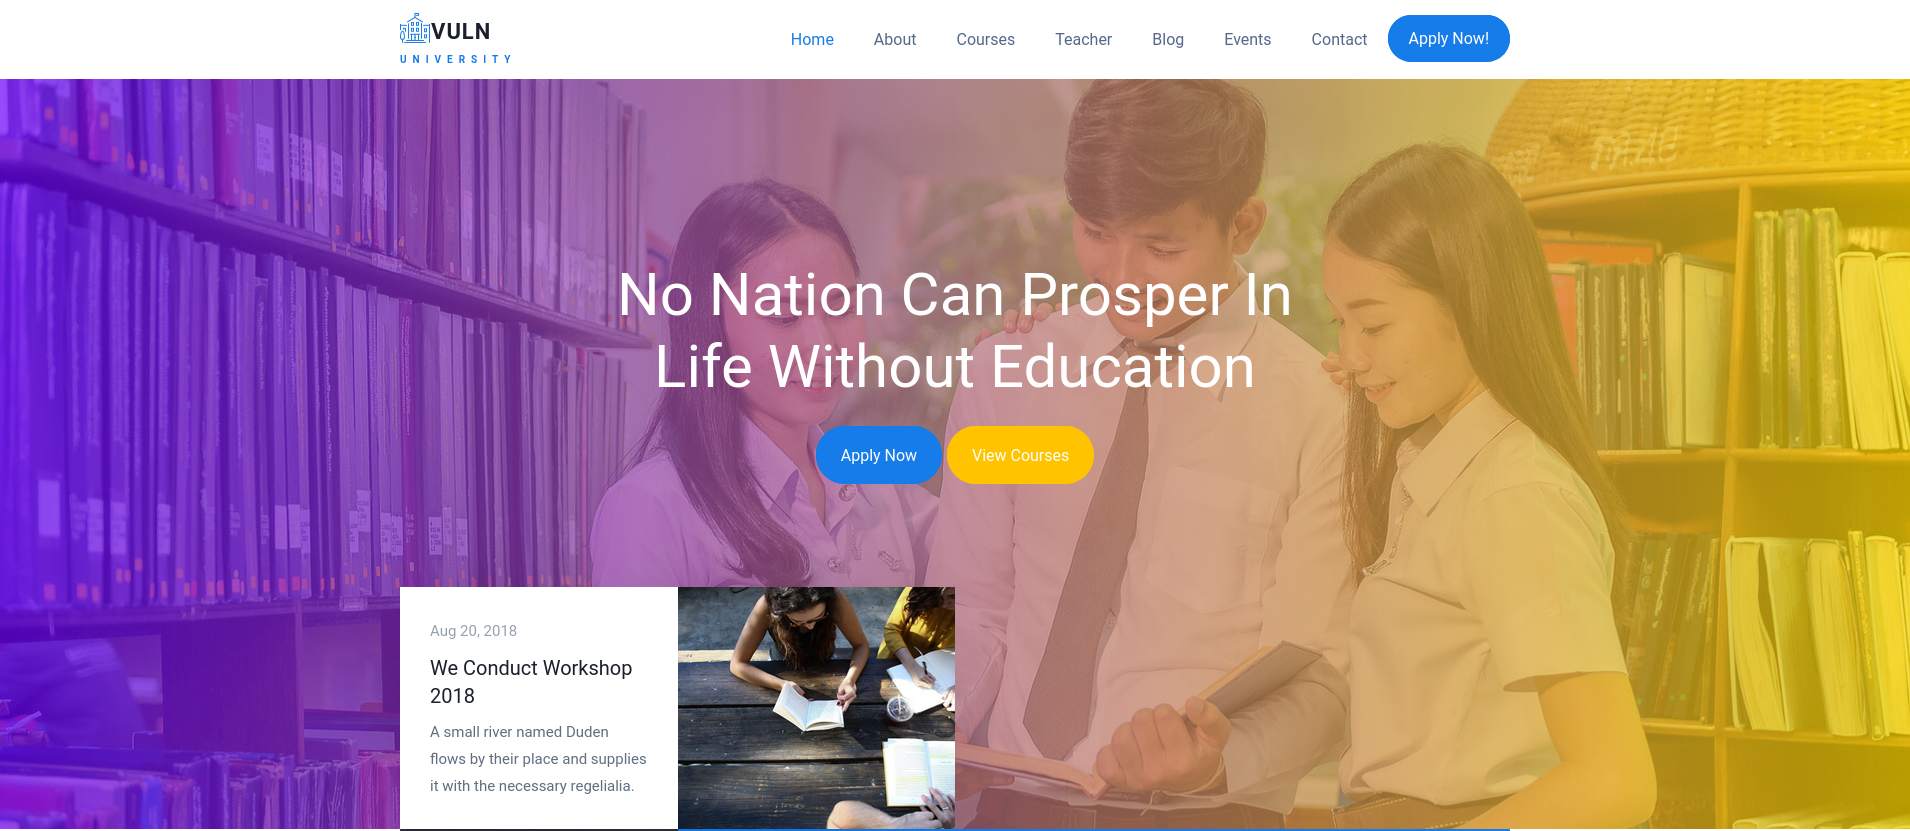 VULN
UNIVERSITY
Home About Courses Teacher Blog Events Contact Apply Now!
No Nation Can Prosper In
Life Without Education
Apply Now View Courses
Aug 20, 2018
We Conduct Workshop
2018
A small river named Duden
flows by their place and supplies
it with the necessary regelialia.